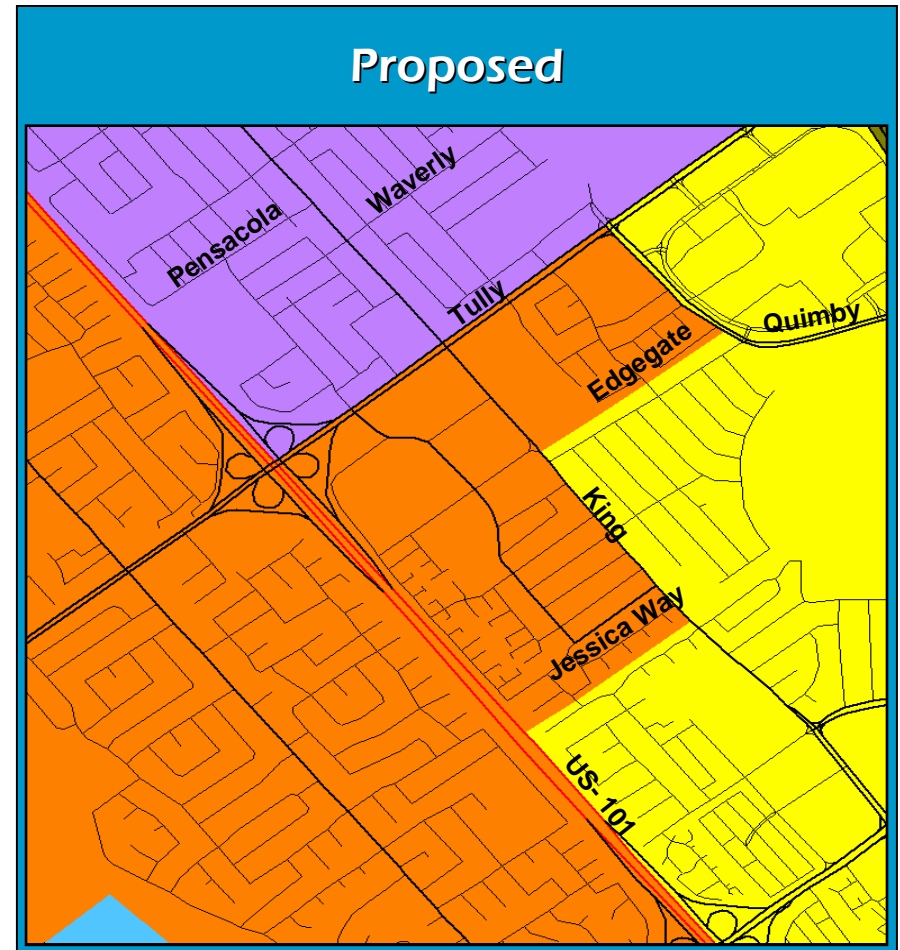 Proposed
Waverly
Pensacola
Tully
Quimby
Edgegate
King
Jessica Way
US- 101